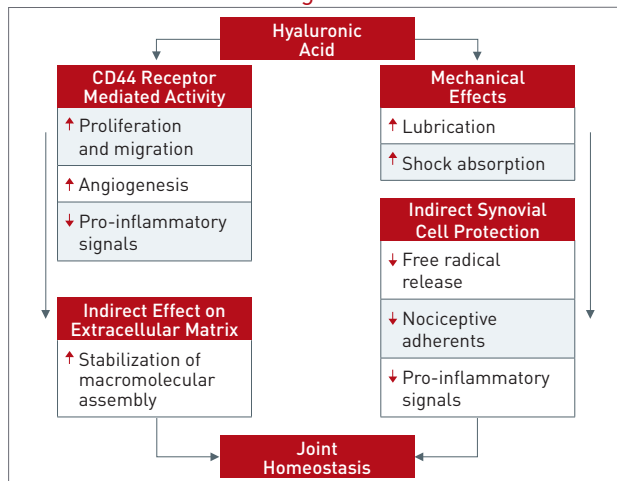 Hyaluronic
Acid
CD44 Receptor
Mediated Activity
↑ Proliferation
and migration
↑ Angiogenesis
↓ Pro-inflammatory
signals
Indirect Effect on
Extracellular Matrix
↑ Stabilization of
macromolecular
assembly
Mechanical
Effects
↑ Lubrication
↑ Shock absorption
Indirect Synovial
Cell Protection
↓ Free radical
release
↓ Nociceptive
adherents
↓ Pro-inflammatory
signals
Joint
Homeostasis